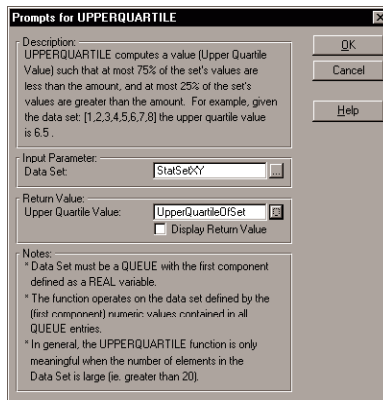 Prompts for UPPERQUARTILE
Description:
UPPERQUARTILE computes a value (Upper Quartile
Value) such that at most 75% of the set's values are
less than the amount, and at most 25% of the set's
values are greater than the amount. For example, given
the data set: [1,2,3,4,5,6,7,8] the upper quartile value
is 6.5 .
OK
Cancel
Help
Input Parameter:
Data Set: StatSetXY ...
Return Value:
Upper Quartile Value: UpperQuartileOfSet
Display Return Value
Notes:
* Data Set must be a QUEUE with the first component
defined as a REAL variable.
* The function operates on the data set defined by the
(first component) numeric values contained in all
QUEUE entries.
* In general, the UPPERQUARTILE function is only
meaningful when the number of elements in the
Data Set is large (ie. greater than 20).